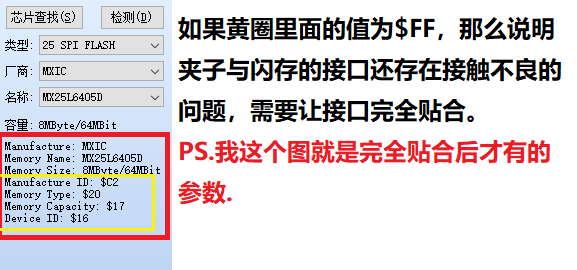 芯片查找(S) 检测(D)
类型: 25 SPI FLASH
厂商: MXIC
名称: MX25L6405D
容量: 8MByte/64MBit
Manufacture: MXIC
Memory Name: MX25L6405D
Memory Size: 8MByte/64MBit
Manufacture ID: $C2
Memory Type: $20
Memory Capacity: $17
Device ID: $16
如果黄圈里面的值为$FF，那么说明
夹子与闪存的接口还存在接触不良的
问题，需要让接口完全贴合。
PS.我这个图就是完全贴合后才有的
参数.